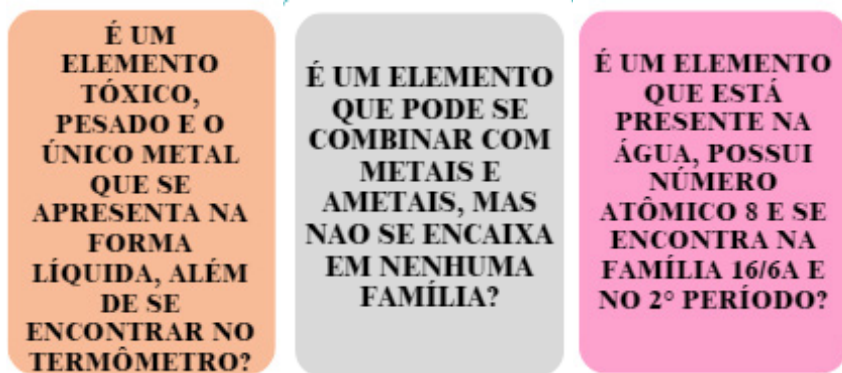 É UM
ELEMENTO
TÓXICO,
PESADO E O
ÚNICO METAL
QUE SE
APRESENTA NA
FORMA
LÍQUIDA, ALÉM
DE SE
ENCONTRAR NO
TERMÔMETRO?
É UM ELEMENTO
QUE PODE SE
COMBINAR COM
METAIS E
AMETAIS, MAS
NAO SE ENCAIXA
EM NENHUMA
FAMÍLIA?
É UM ELEMENTO
QUE ESTÁ
PRESENTE NA
ÁGUA, POSSUI
NÚMERO
ATÔMICO 8 E SE
ENCONTRA NA
FAMÍLIA 16/6A E
NO 2° PERÍODO?